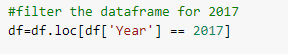 #filter the dataframe for 2017
df=df.loc[df['Year'] == 2017]